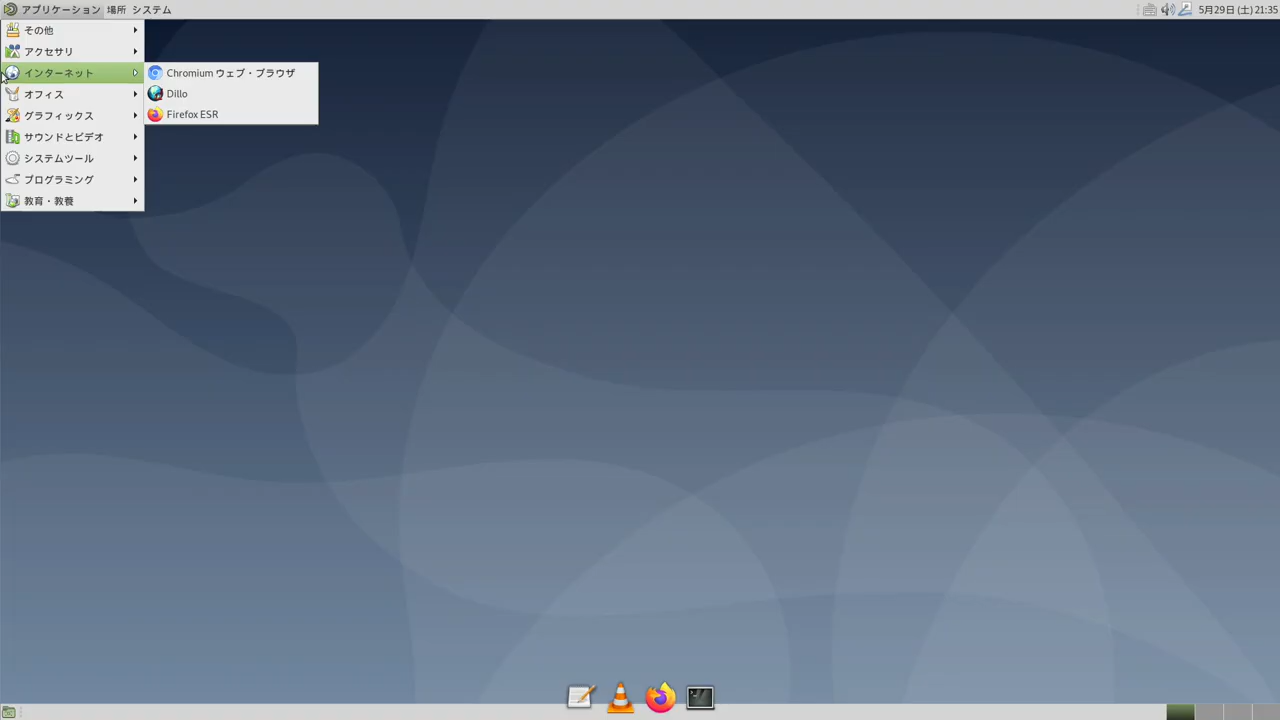 アプリケーション 場所 システム 5月29日 (土) 21:35
その他
アクセサリ
インターネット
Chromium ウェブ・ブラウザ
Dillo
Firefox ESR
オフィス
グラフィックス
サウンドとビデオ
システムツール
プログラミング
教育・教養